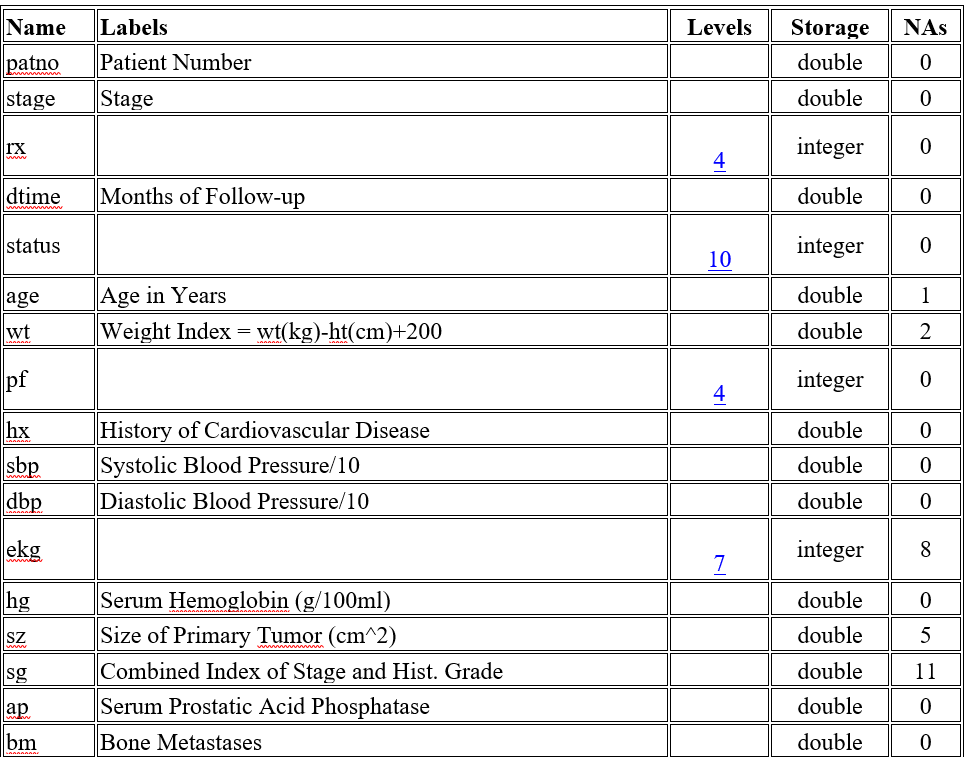 Name Labels Levels Storage NAs
patno Patient Number double 0
stage Stage double 0
rx 4 integer 0
dtime Months of Follow-up double 0
status 10 integer 0
age Age in Years double 1
wt Weight Index = wt(kg)-ht(cm)+200 double 2
pf 4 integer 0
hx History of Cardiovascular Disease double 0
sbp Systolic Blood Pressure/10 double 0
dbp Diastolic Blood Pressure/10 double 0
ekg 7 integer 8
hg Serum Hemoglobin (g/100ml) double 0
sz Size of Primary Tumor (cm^2) double 5
sg Combined Index of Stage and Hist. Grade double 11
ap Serum Prostatic Acid Phosphatase double 0
bm Bone Metastases double 0